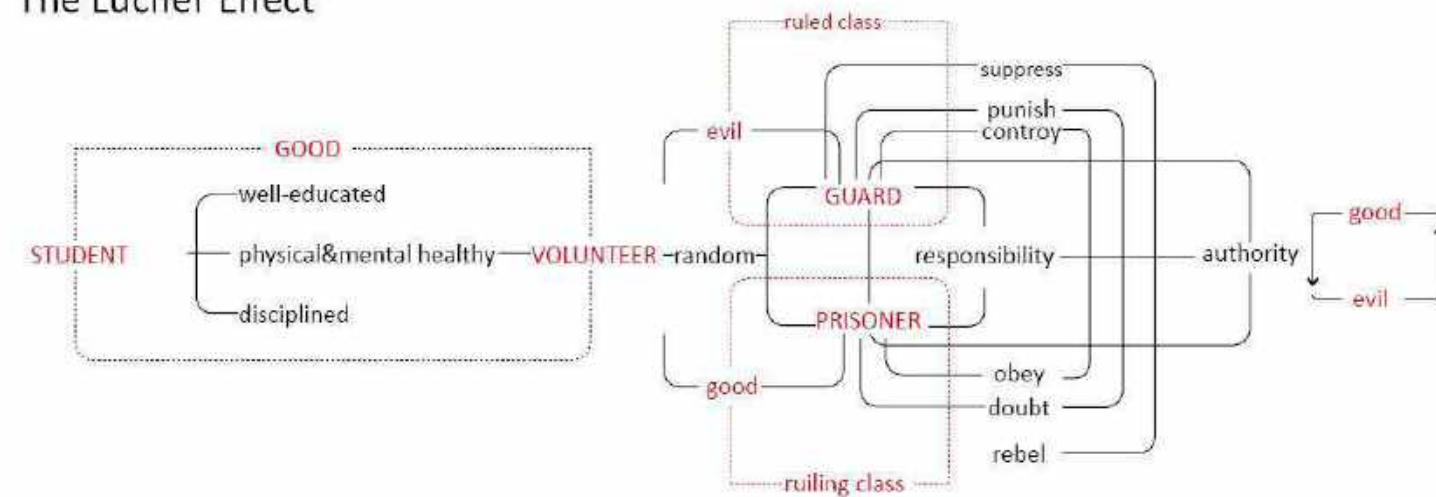 The Lucifer Effect
ruled class
suppress
punish
evil
controy
GOOD
well-educated
GUARD
good
STUDENT
physical&mental healthy
VOLUNTEER
random
responsibility
authority
evil
disciplined
PRISONER
obey
good
doubt
rebel
ruiling class